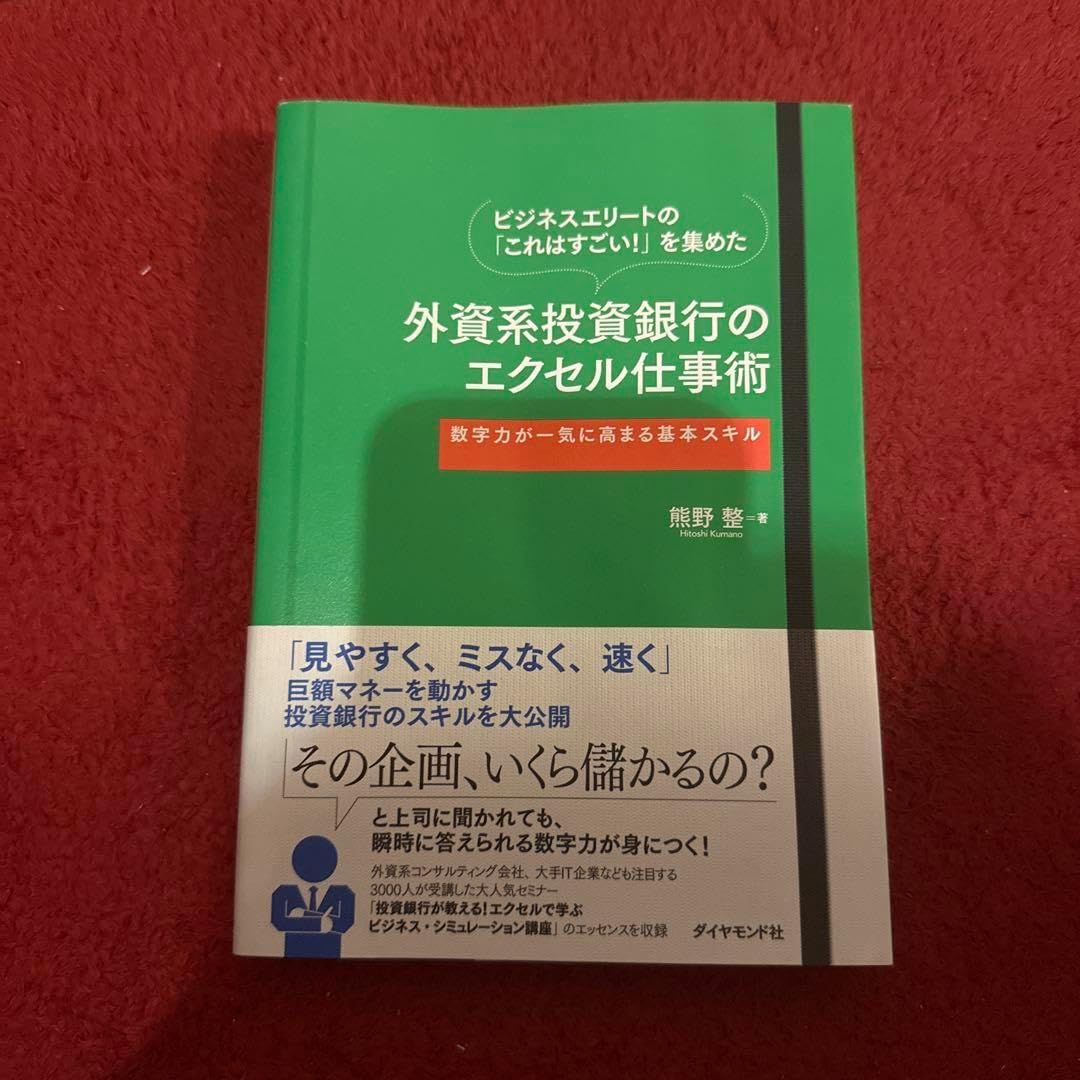 ビジネスエリートの
「これはすごい!」を集めた
外資系投資銀行の
エクセル仕事術
数字力が一気に高まる基本スキル
熊野 整=著
Hitoshi Kumano
「見やすく、ミスなく、速く」
巨額マネーを動かす
投資銀行のスキルを大公開
「その企画、いくら儲かるの?
と上司に聞かれても、
瞬時に答えられる数字力が身につく!
外資系コンサルティング会社、大手IT企業なども注目する
3000人が受講した大人気セミナー
「投資銀行が教える!エクセルで学ぶ
ビジネス・シミュレーション講座」のエッセンスを収録
ダイヤモンド社